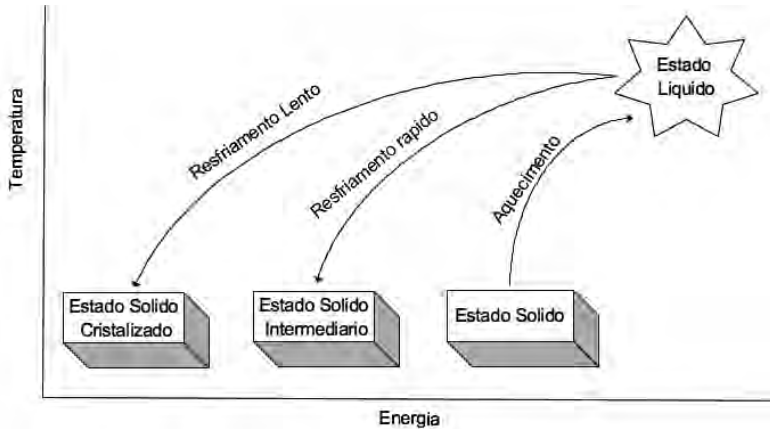 Estado
Liquido
Temperatura
Resfriamento Lento
Resfriamento rapido
Aquecimento
Estado Solido
Cristalizado
Estado Solido
Intermediario
Estado Solido
Energia